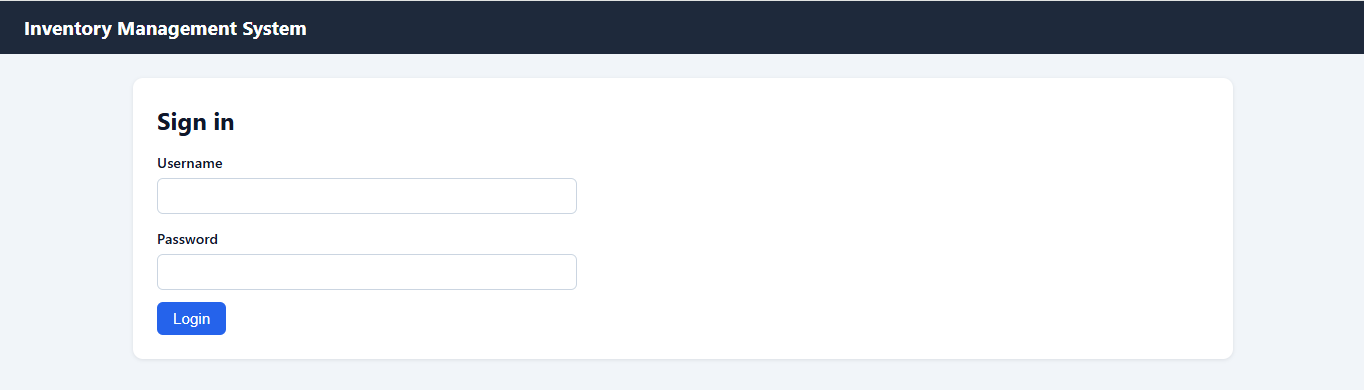 Inventory Management System
Sign in
Username
Password
Login